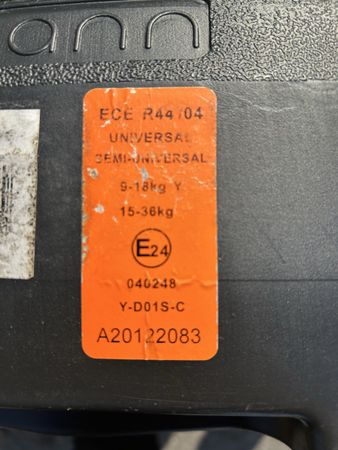 ann
ECE R44/04
UNIVERSAL
SEMI-UNIVERSAL
9-18kg Y
15-36kg
E24
040248
Y-D01S-C
A20122083